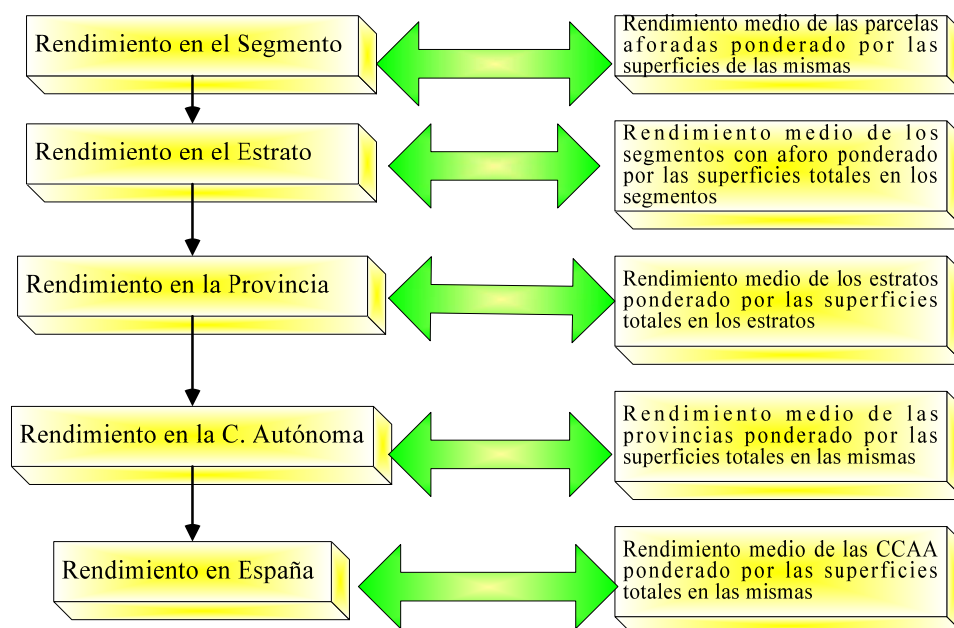 Rendimiento en el Segmento
Rendimiento medio de las parcelas
aforadas ponderado por las
superficies de las mismas
Rendimiento en el Estrato
Rendimiento medio de los
segmentos con aforo ponderado
por las superficies totales en los
segmentos
Rendimiento en la Provincia
Rendimiento medio de los estratos
ponderado por las superficies
totales en los estratos
Rendimiento en la C. Autónoma
Rendimiento medio de las
provincias ponderado por las
superficies totales en las mismas
Rendimiento en España
Rendimiento medio de las CCAA
ponderado por las superficies
totales en las mismas